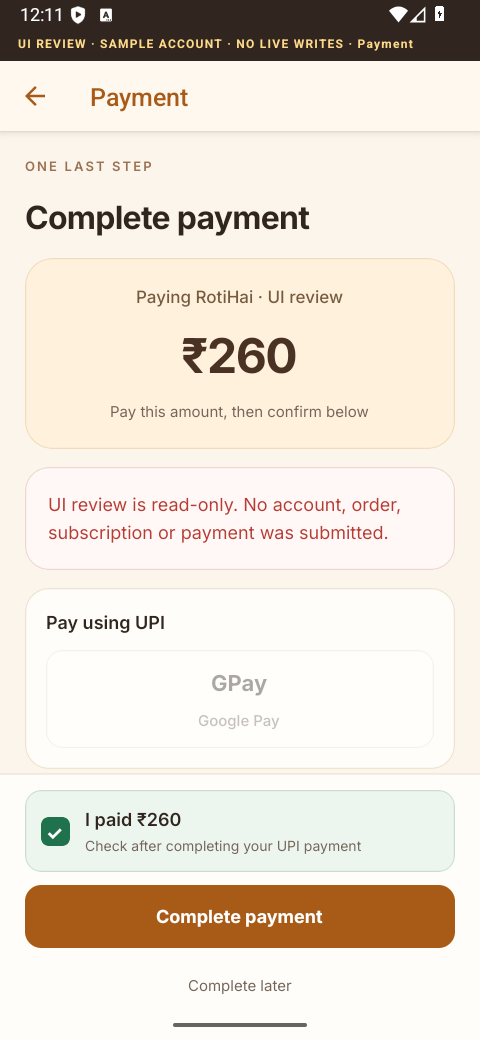 12:11
UI REVIEW · SAMPLE ACCOUNT · NO LIVE WRITES · Payment
Payment
ONE LAST STEP
Complete payment
Paying RotiHai · UI review
₹260
Pay this amount, then confirm below
UI review is read-only. No account, order,
subscription or payment was submitted.
Pay using UPI
GPay
Google Pay
I paid ₹260
Check after completing your UPI payment
Complete payment
Complete later